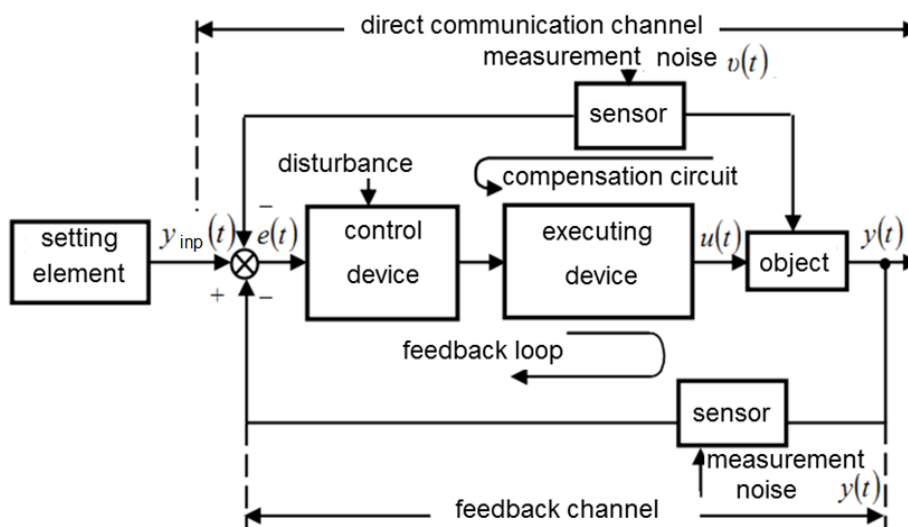 direct communication channel
measurement noise υ(t)
sensor
disturbance
compensation circuit
setting
element
y inp (t)
−
e(t)
+
−
control
device
executing
device
u(t)
object
y(t)
feedback loop
sensor
measurement
noise y(t)
feedback channel